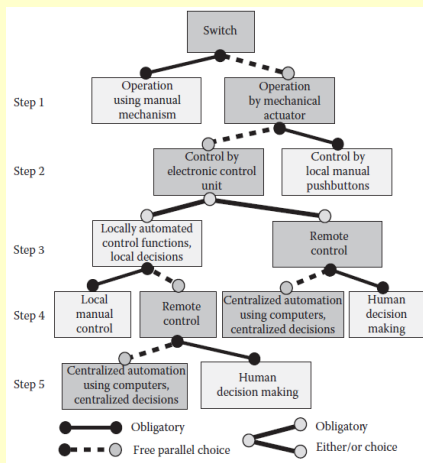 Switch
Step 1
Operation
using manual
mechanism
Operation
by mechanical
actuator
Step 2
Control by
electronic control
unit
Control by
local manual
pushbuttons
Step 3
Locally automated
control functions,
local decisions
Remote
control
Step 4
Local
manual
control
Remote
control
Centralized automation
using computers,
centralized decisions
Human
decision
making
Step 5
Centralized automation
using computers,
centralized decisions
Human
decision making
Obligatory
Free parallel choice
Obligatory
Either/or choice